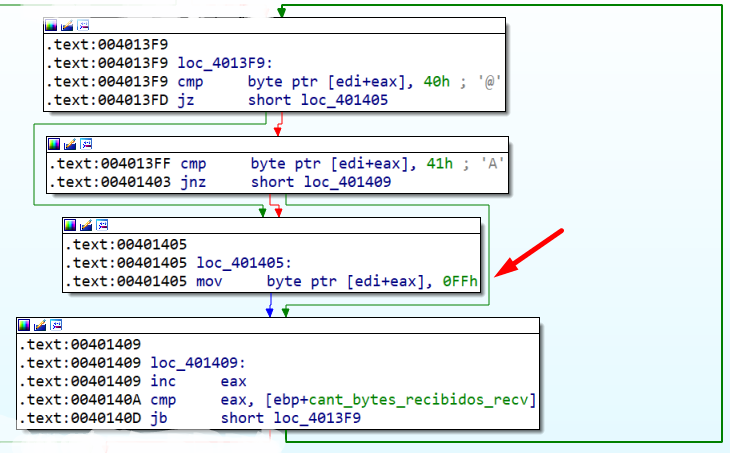 .text:004013F9
.text:004013F9 loc_4013F9:
.text:004013F9 cmp     byte ptr [edi+eax], 40h ; '@'
.text:004013FD jz      short loc_401405
.text:004013FF cmp     byte ptr [edi+eax], 41h ; 'A'
.text:00401403 jnz     short loc_401409
.text:00401405
.text:00401405 loc_401405:
.text:00401405 mov     byte ptr [edi+eax], 0FFh
.text:00401409
.text:00401409 loc_401409:
.text:00401409 inc     eax
.text:0040140A cmp     eax, [ebp+cant_bytes_recibidos_recv]
.text:0040140D jb      short loc_4013F9